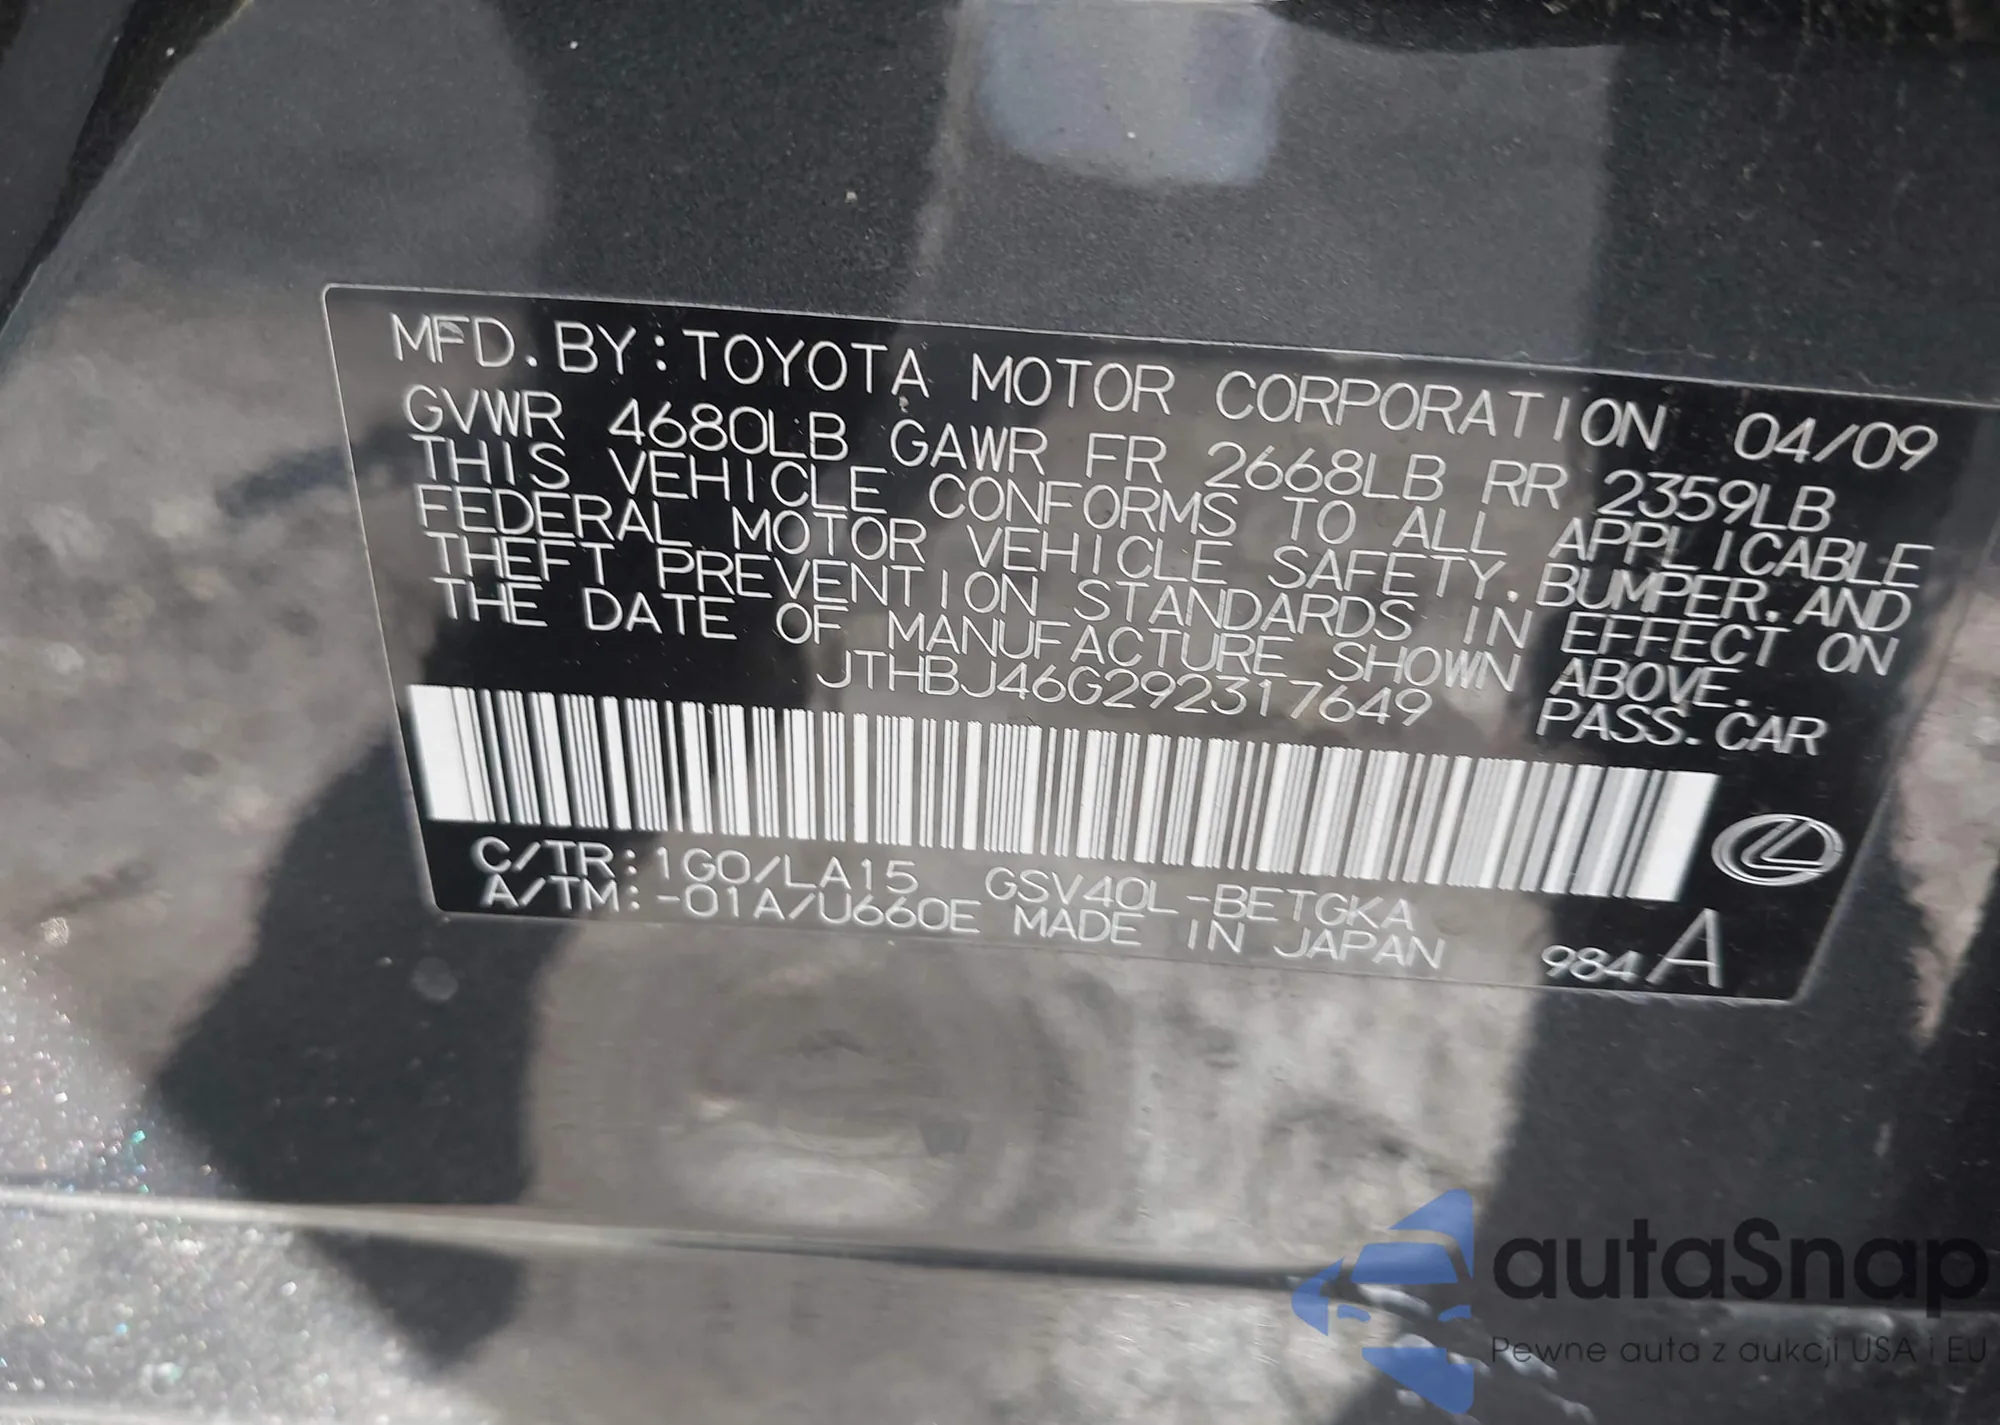 MFD. BY: TOYOTA MOTOR CORPORATION 04/09
GVWR 4680LB GAWR FR 2668LB RR 2359LB
THIS VEHICLE CONFORMS TO ALL APPLICABLE
FEDERAL MOTOR VEHICLE SAFETY, BUMPER, AND
THEFT PREVENTION STANDARDS IN EFFECT ON
THE DATE OF MANUFACTURE SHOWN ABOVE.
JTHBJ46G292317649 PASS. CAR
C/TR: 1G0/LA15 GSV40L-BETGKA
A/TM: -01A/U660E MADE IN JAPAN 984 A
autaSnap
Pewne auta z aukcji USA i EU